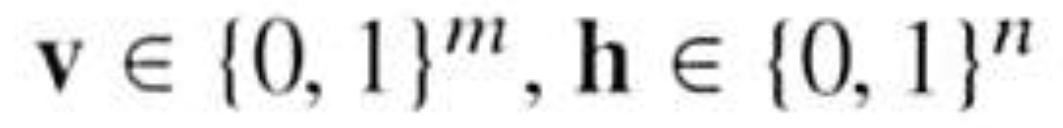 𝐯 ∈ {0, 1}ᵐ, 𝐡 ∈ {0, 1}ⁿ